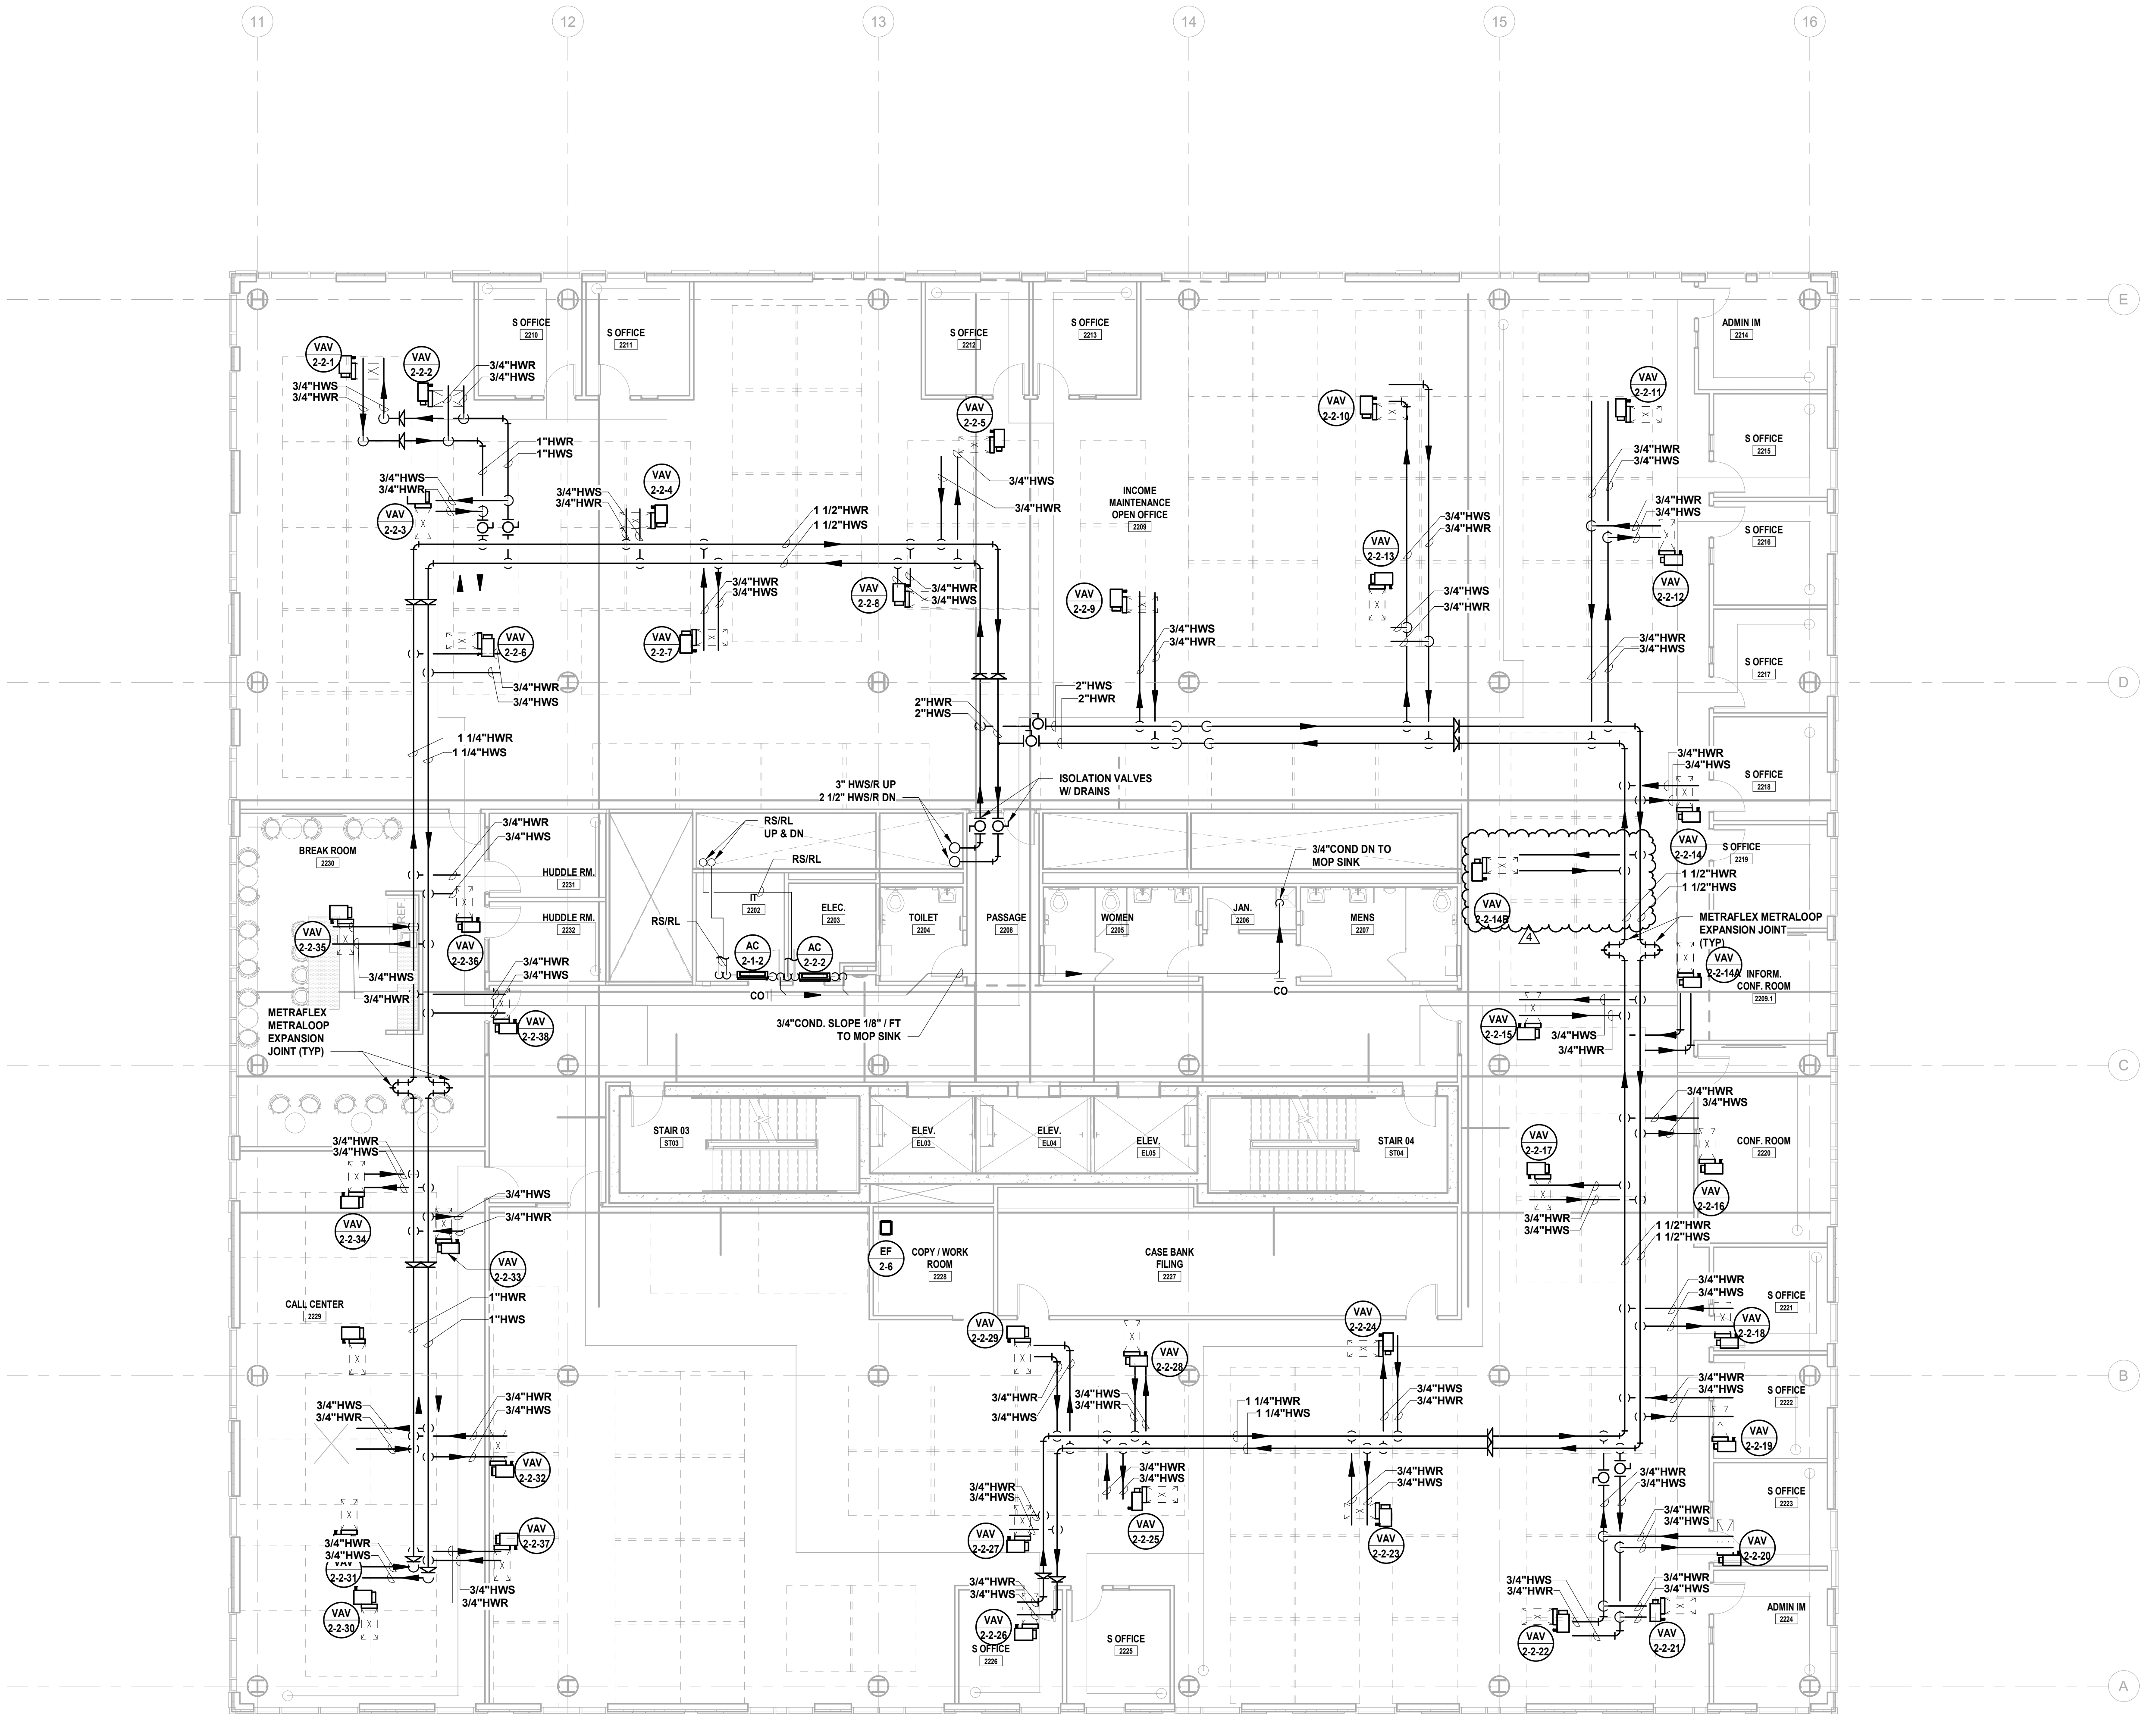 11
12
13
14
15
16
E
S OFFICE
2210
S OFFICE
2211
S OFFICE
2212
S OFFICE
2213
ADMIN IM
2214
VAV
2-2-1
VAV
2-2-2
3/4"HWR
3/4"HWS
3/4"HWS
3/4"HWR
VAV
2-2-5
VAV
2-2-10
VAV
2-2-11
1"HWR
1"HWS
S OFFICE
2215
3/4"HWR
3/4"HWS
3/4"HWS
3/4"HWR
VAV
2-2-3
VAV
2-2-4
3/4"HWS
3/4"HWR
3/4"HWS
3/4"HWR
INCOME
MAINTENANCE
OPEN OFFICE
2209
3/4"HWR
3/4"HWS
1 1/2"HWR
1 1/2"HWS
3/4"HWS
3/4"HWR
S OFFICE
2216
VAV
2-2-13
VAV
2-2-12
3/4"HWR
3/4"HWS
VAV
2-2-8
3/4"HWR
3/4"HWS
VAV
2-2-9
3/4"HWS
3/4"HWR
VAV
2-2-6
VAV
2-2-7
3/4"HWS
3/4"HWR
3/4"HWR
3/4"HWS
S OFFICE
2217
D
3/4"HWR
3/4"HWS
2"HWS
2"HWR
2"HWR
2"HWS
1 1/4"HWR
1 1/4"HWS
3/4"HWR
3/4"HWS
S OFFICE
2218
3" HWS/R UP
2 1/2" HWS/R DN
ISOLATION VALVES
W/ DRAINS
RS/RL
UP & DN
3/4"HWR
3/4"HWS
BREAK ROOM
2230
HUDDLE RM.
2231
RS/RL
3/4"COND DN TO
MOP SINK
VAV
2-2-14
S OFFICE
2219
1 1/2"HWR
1 1/2"HWS
REF.
IT
2202
ELEC.
2203
RS/RL
HUDDLE RM.
2232
TOILET
2204
PASSAGE
2208
WOMEN
2205
JAN.
2206
MENS
2207
VAV
2-2-14B
4
METRAFLEX METRALOOP
EXPANSION JOINT
(TYP)
VAV
2-2-35
VAV
2-2-36
AC
2-1-2
AC
2-2-2
VAV
2-2-14A
INFORM.
CONF. ROOM
2209.1
3/4"HWR
3/4"HWS
3/4"HWS
3/4"HWR
CO
CO
METRAFLEX
METRALOOP
EXPANSION
JOINT (TYP)
VAV
2-2-38
3/4"COND. SLOPE 1/8" / FT
TO MOP SINK
VAV
2-2-15
3/4"HWS
3/4"HWR
C
3/4"HWR
3/4"HWS
3/4"HWR
3/4"HWS
STAIR 03
ST03
ELEV.
EL03
ELEV.
EL04
ELEV.
EL05
STAIR 04
ST04
VAV
2-2-17
CONF. ROOM
2220
VAV
2-2-16
3/4"HWS
3/4"HWR
VAV
2-2-34
3/4"HWR
3/4"HWS
1 1/2"HWR
1 1/2"HWS
EF
2-6
COPY / WORK
ROOM
2228
CASE BANK
FILING
2227
VAV
2-2-33
1"HWR
1"HWS
CALL CENTER
2229
3/4"HWR
3/4"HWS
S OFFICE
2221
VAV
2-2-18
VAV
2-2-29
VAV
2-2-28
VAV
2-2-24
B
3/4"HWR
3/4"HWS
3/4"HWS
3/4"HWR
3/4"HWR
3/4"HWS
3/4"HWS
3/4"HWR
1 1/4"HWR
1 1/4"HWS
3/4"HWS
3/4"HWR
3/4"HWR
3/4"HWS
S OFFICE
2222
VAV
2-2-19
VAV
2-2-32
3/4"HWR
3/4"HWS
3/4"HWR
3/4"HWS
3/4"HWR
3/4"HWS
3/4"HWR
3/4"HWS
S OFFICE
2223
3/4"HWR
3/4"HWS
VAV
2-2-37
VAV
2-2-27
VAV
2-2-25
VAV
2-2-23
VAV
2-2-20
3/4"HWR
3/4"HWS
VAV
2-2-31
3/4"HWS
3/4"HWR
3/4"HWR
3/4"HWS
3/4"HWS
3/4"HWR
3/4"HWR
3/4"HWS
VAV
2-2-30
VAV
2-2-26
S OFFICE
2226
S OFFICE
2225
VAV
2-2-22
VAV
2-2-21
ADMIN IM
2224
A